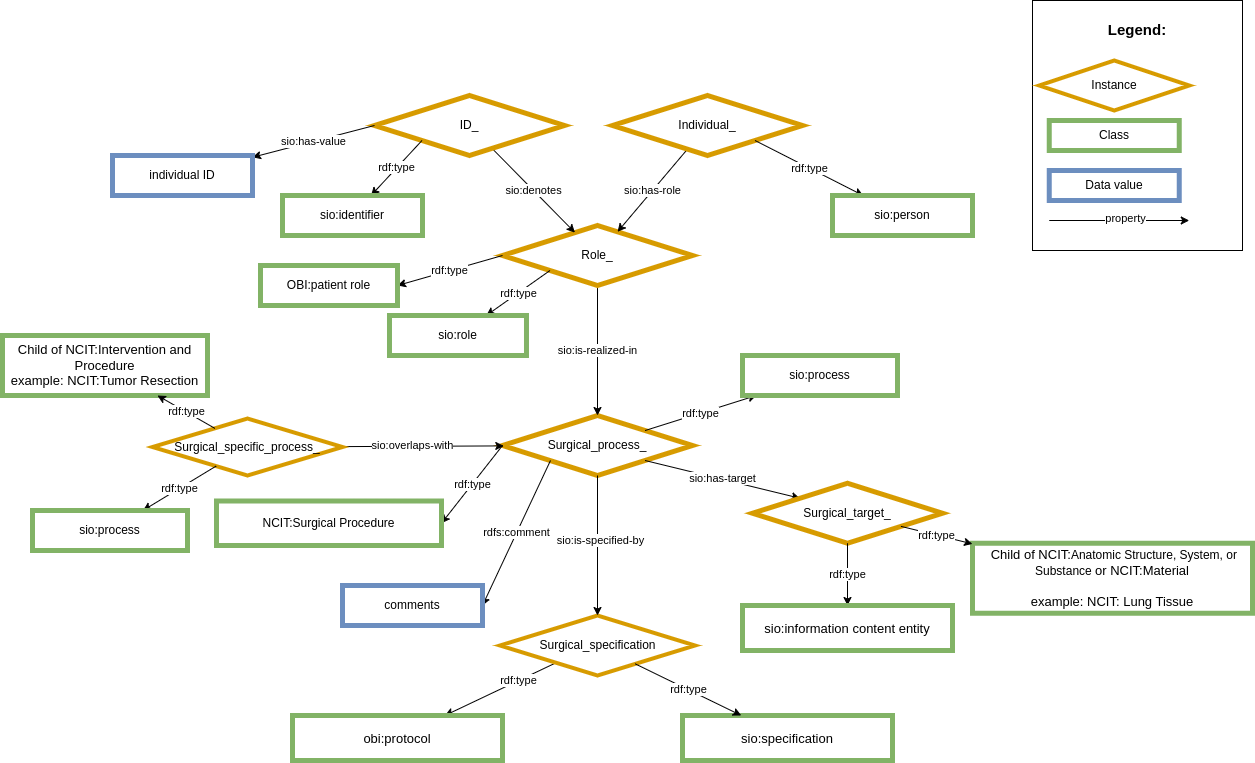 Legend:
Instance
Class
Data value
property
ID_
Individual_
sio:has-value
rdf:type
rdf:type
individual ID
sio:denotes
sio:has-role
sio:identifier
sio:person
Role_
rdf:type
OBI:patient role
rdf:type
sio:role
sio:is-realized-in
Child of NCIT:Intervention and
Procedure
example: NCIT:Tumor Resection
sio:process
rdf:type
rdf:type
Surgical_specific_process_
sio:overlaps-with
Surgical_process_
rdf:type
rdf:type
sio:has-target
sio:process
NCIT:Surgical Procedure
Surgical_target_
rdfs:comment
sio:is-specified-by
rdf:type
Child of NCIT:Anatomic Structure, System, or
Substance or NCIT:Material
example: NCIT: Lung Tissue
rdf:type
comments
sio:information content entity
Surgical_specification
rdf:type
rdf:type
obi:protocol
sio:specification